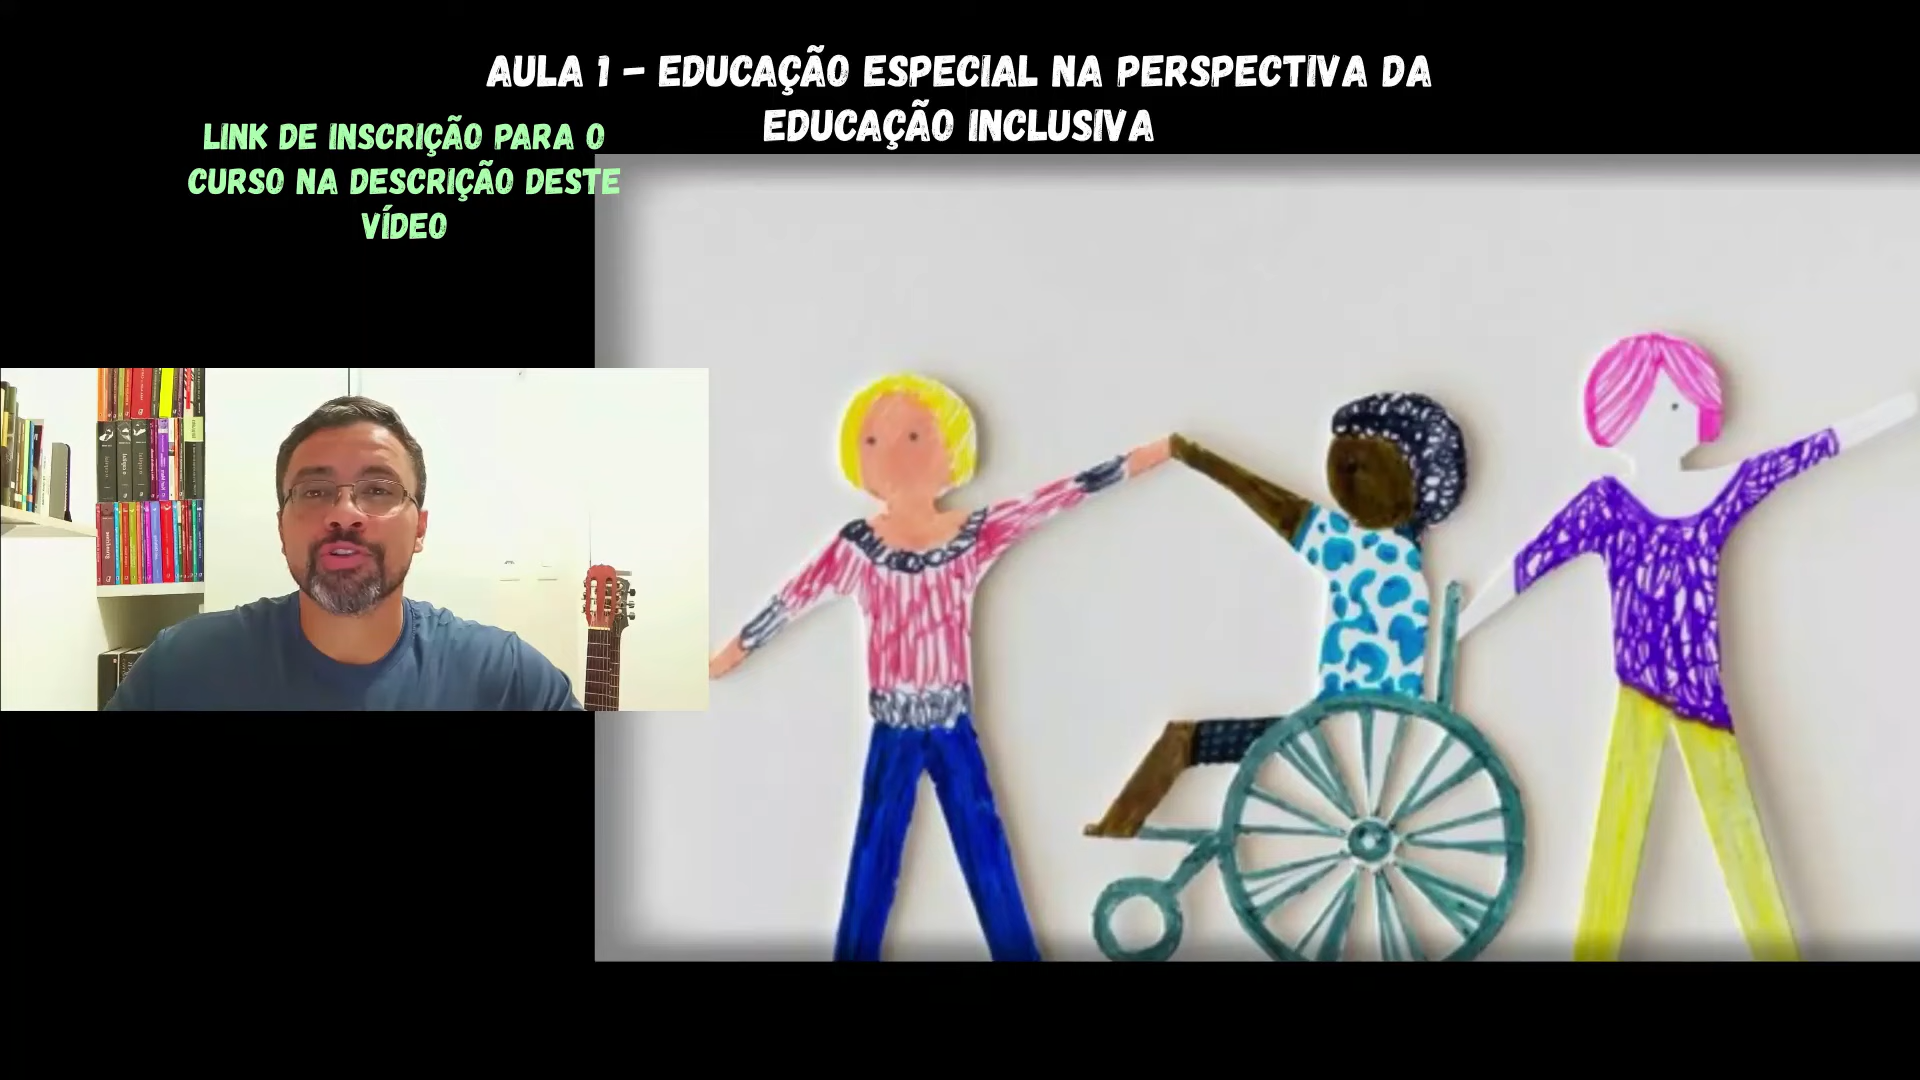 AULA 1 - EDUCAÇÃO ESPECIAL NA PERSPECTIVA DA
EDUCAÇÃO INCLUSIVA
LINK DE INSCRIÇÃO PARA O
CURSO NA DESCRIÇÃO DESTE
VÍDEO